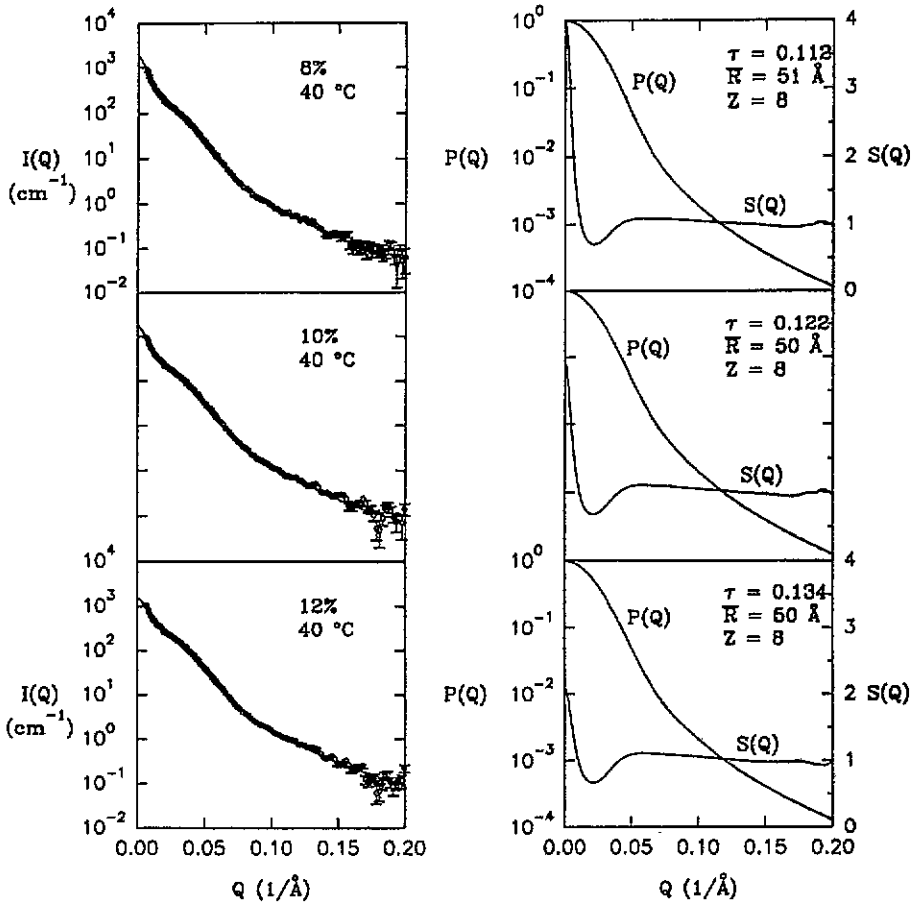 10⁴
10³
10²
10¹
10⁰
10⁻¹
10⁻²
I(Q)
(cm⁻¹)
8%
40 °C
10⁰
10⁻¹
10⁻²
10⁻³
10⁻⁴
P(Q)
P(Q)
S(Q)
τ = 0.112
R̅ = 51 Å
Z = 8
4
3
2
1
0
S(Q)
10%
40 °C
P(Q)
S(Q)
τ = 0.122
R̅ = 50 Å
Z = 8
10⁴
10³
10²
10¹
10⁰
10⁻¹
10⁻²
I(Q)
(cm⁻¹)
12%
40 °C
0.00 0.05 0.10 0.15 0.20
Q (1/Å)
10⁰
10⁻¹
10⁻²
10⁻³
10⁻⁴
P(Q)
P(Q)
S(Q)
τ = 0.134
R̅ = 50 Å
Z = 8
4
3
2
1
0
S(Q)
0.00 0.05 0.10 0.15 0.20
Q (1/Å)